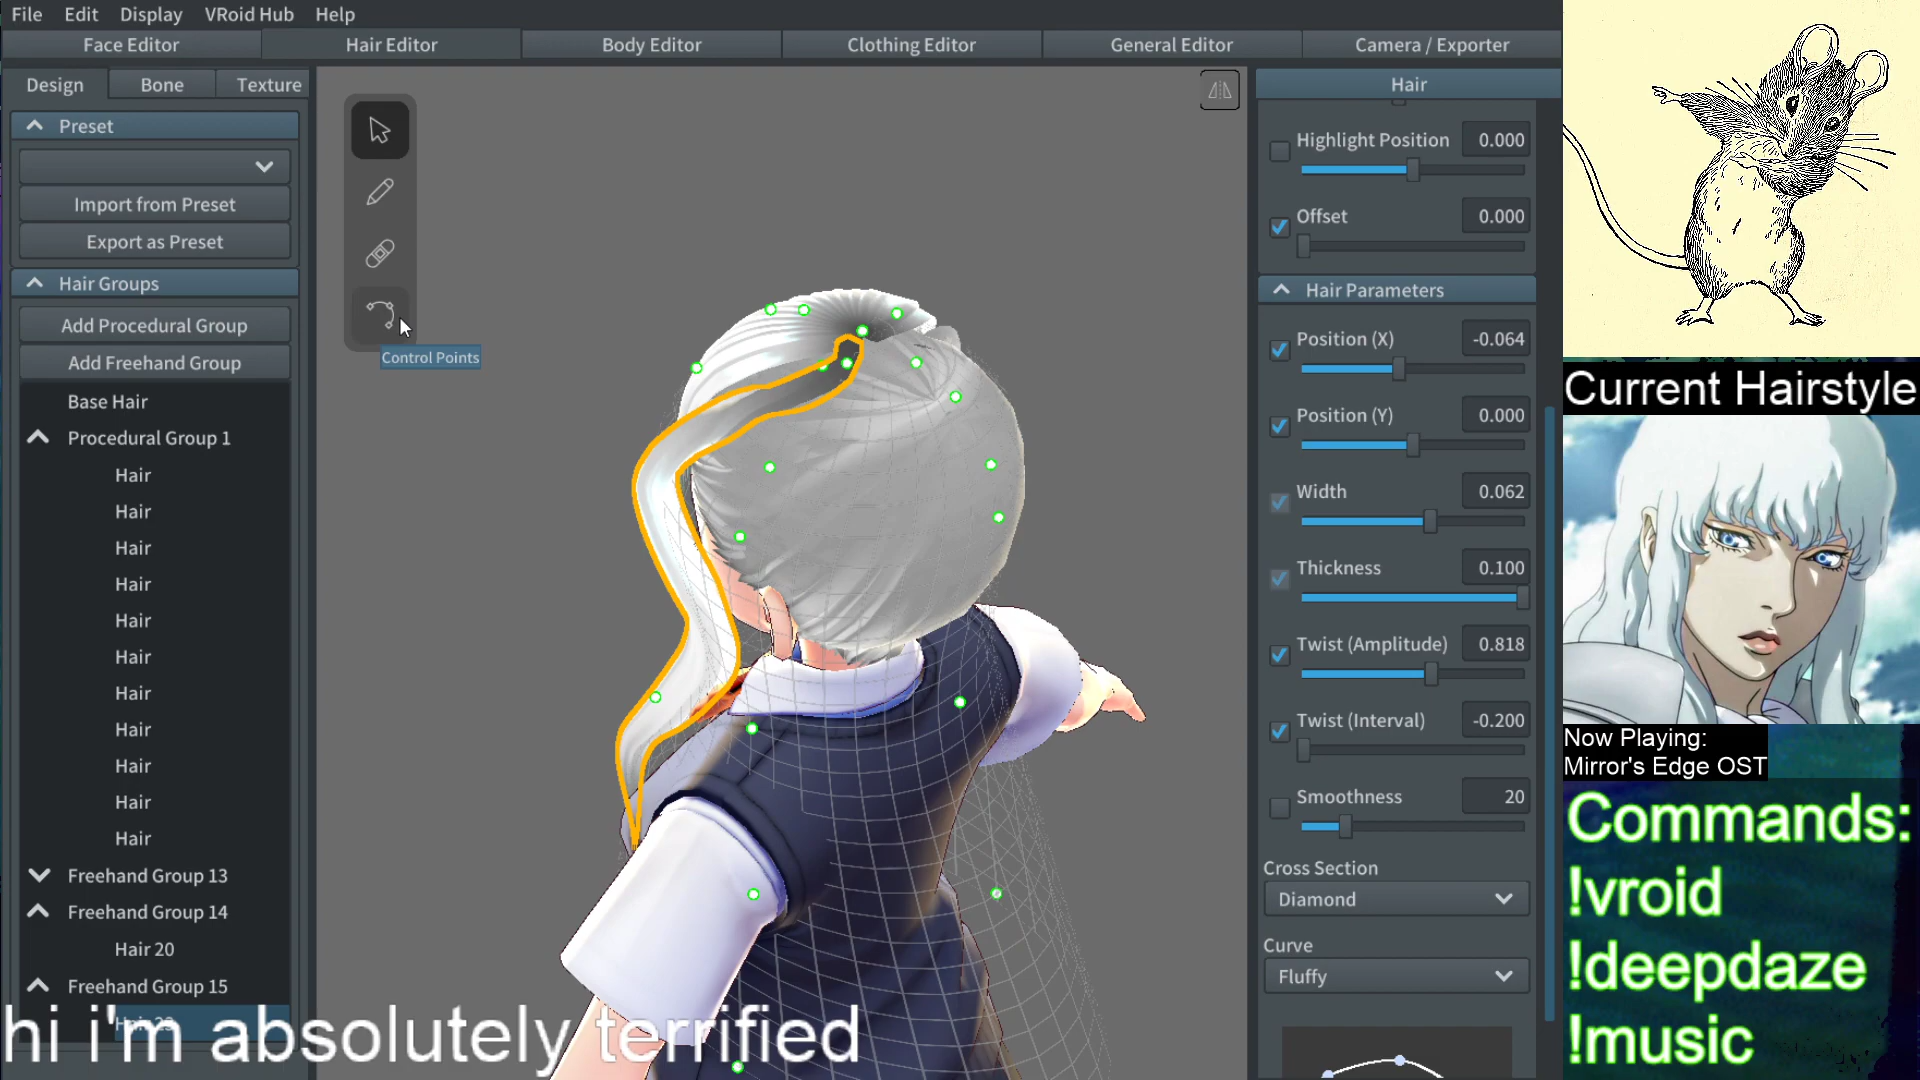 File Edit Display VRoid Hub Help
Face Editor Hair Editor Body Editor Clothing Editor General Editor Camera / Exporter
Design Bone Texture
Preset
Import from Preset
Export as Preset
Hair Groups
Add Procedural Group
Add Freehand Group
Base Hair
Procedural Group 1
Hair
Hair
Hair
Hair
Hair
Hair
Hair
Hair
Hair
Hair
Hair
Freehand Group 13
Freehand Group 14
Hair 20
Freehand Group 15
hi i'm absolutely terrified
Control Points
Hair
Highlight Position 0.000
Offset 0.000
Hair Parameters
Position (X) -0.064
Position (Y) 0.000
Width 0.062
Thickness 0.100
Twist (Amplitude) 0.818
Twist (Interval) -0.200
Smoothness 20
Cross Section
Diamond
Curve
Fluffy
Current Hairstyle
Now Playing:
Mirror's Edge OST
Commands:
!vroid
!deepdaze
!music